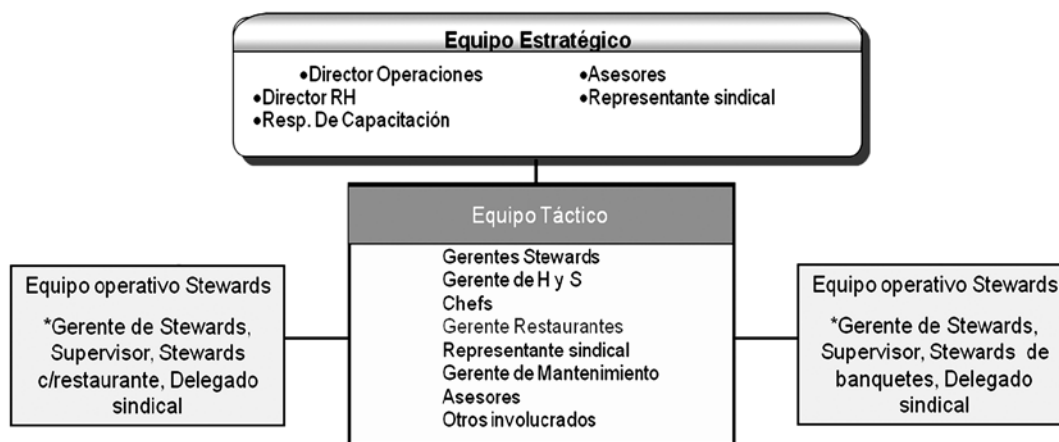 Equipo Estratégico
•Director Operaciones
•Director RH
•Resp. De Capacitación
•Asesores
•Representante sindical
Equipo Táctico
Gerentes Stewards
Gerente de H y S
Chefs
Gerente Restaurantes
Representante sindical
Gerente de Mantenimiento
Asesores
Otros involucrados
Equipo operativo Stewards
*Gerente de Stewards,
Supervisor, Stewards
c/restaurante, Delegado
sindical
Equipo operativo Stewards
*Gerente de Stewards,
Supervisor, Stewards de
banquetes, Delegado
sindical